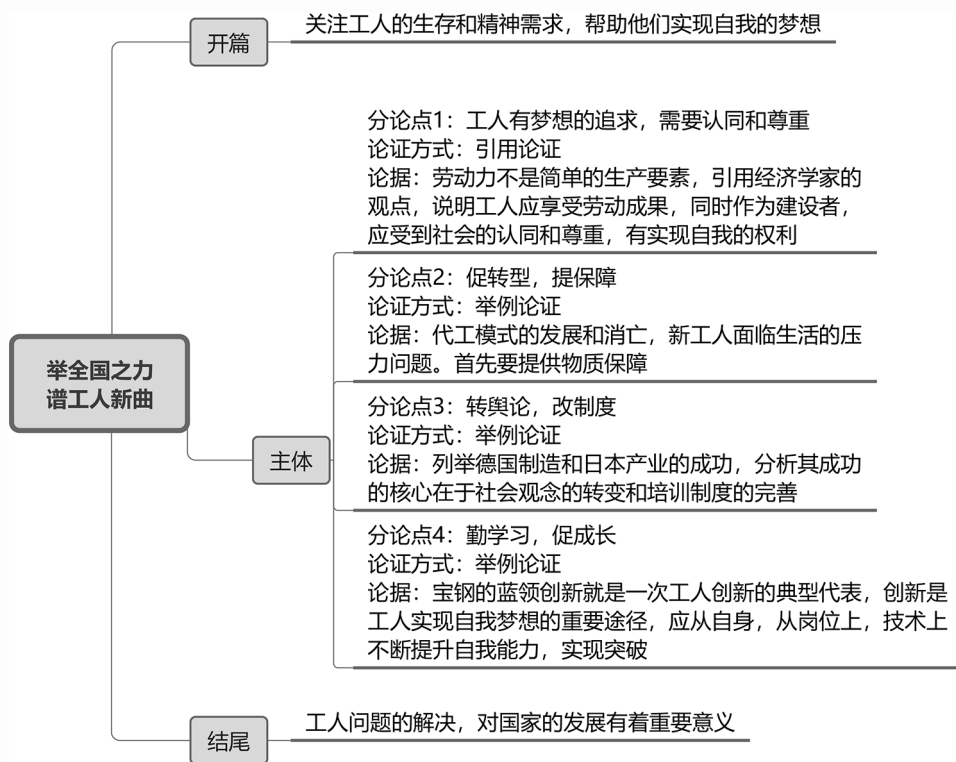 开篇
关注工人的生存和精神需求，帮助他们实现自我的梦想
分论点1：工人有梦想的追求，需要认同和尊重
论证方式：引用论证
论据：劳动力不是简单的生产要素，引用经济学家的
观点，说明工人应享受劳动成果，同时作为建设者，
应受到社会的认同和尊重，有实现自我的权利
分论点2：促转型，提保障
论证方式：举例论证
论据：代工模式的发展和消亡，新工人面临生活的压
力问题。首先要提供物质保障
举全国之力
谱工人新曲
主体
分论点3：转舆论，改制度
论证方式：举例论证
论据：列举德国制造和日本产业的成功，分析其成功
的核心在于社会观念的转变和培训制度的完善
分论点4：勤学习，促成长
论证方式：举例论证
论据：宝钢的蓝领创新就是一次工人创新的典型代表，创新是
工人实现自我梦想的重要途径，应从自身，从岗位上，技术上
不断提升自我能力，实现突破
结尾
工人问题的解决，对国家的发展有着重要意义